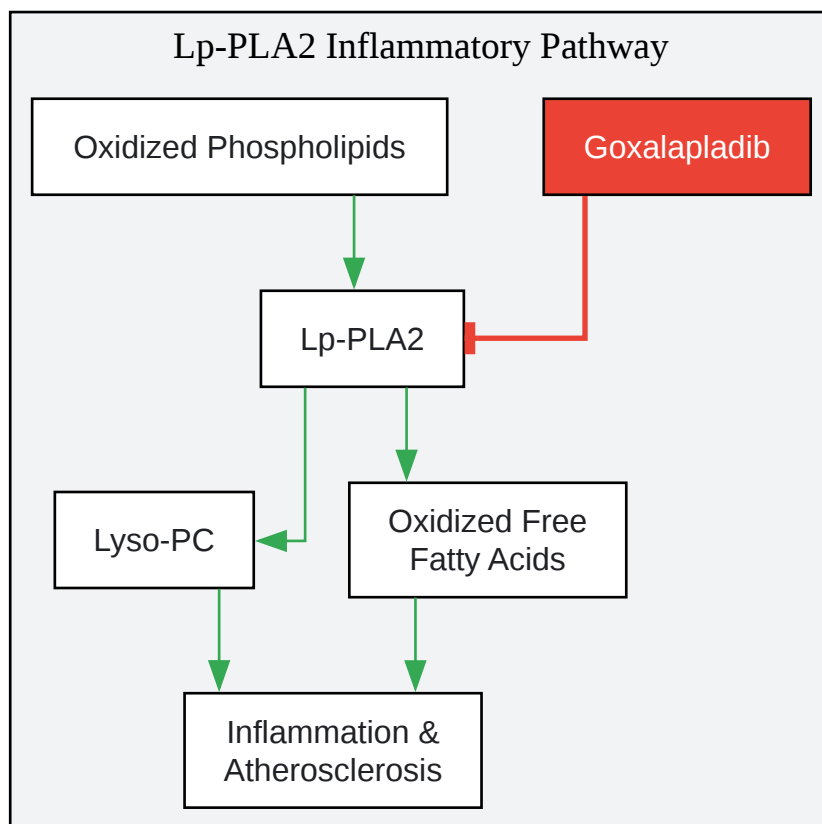 Lp-PLA2 Inflammatory Pathway
Oxidized Phospholipids
Goxalapladib
Lp-PLA2
Lyso-PC
Oxidized Free
Fatty Acids
Inflammation &
Atherosclerosis